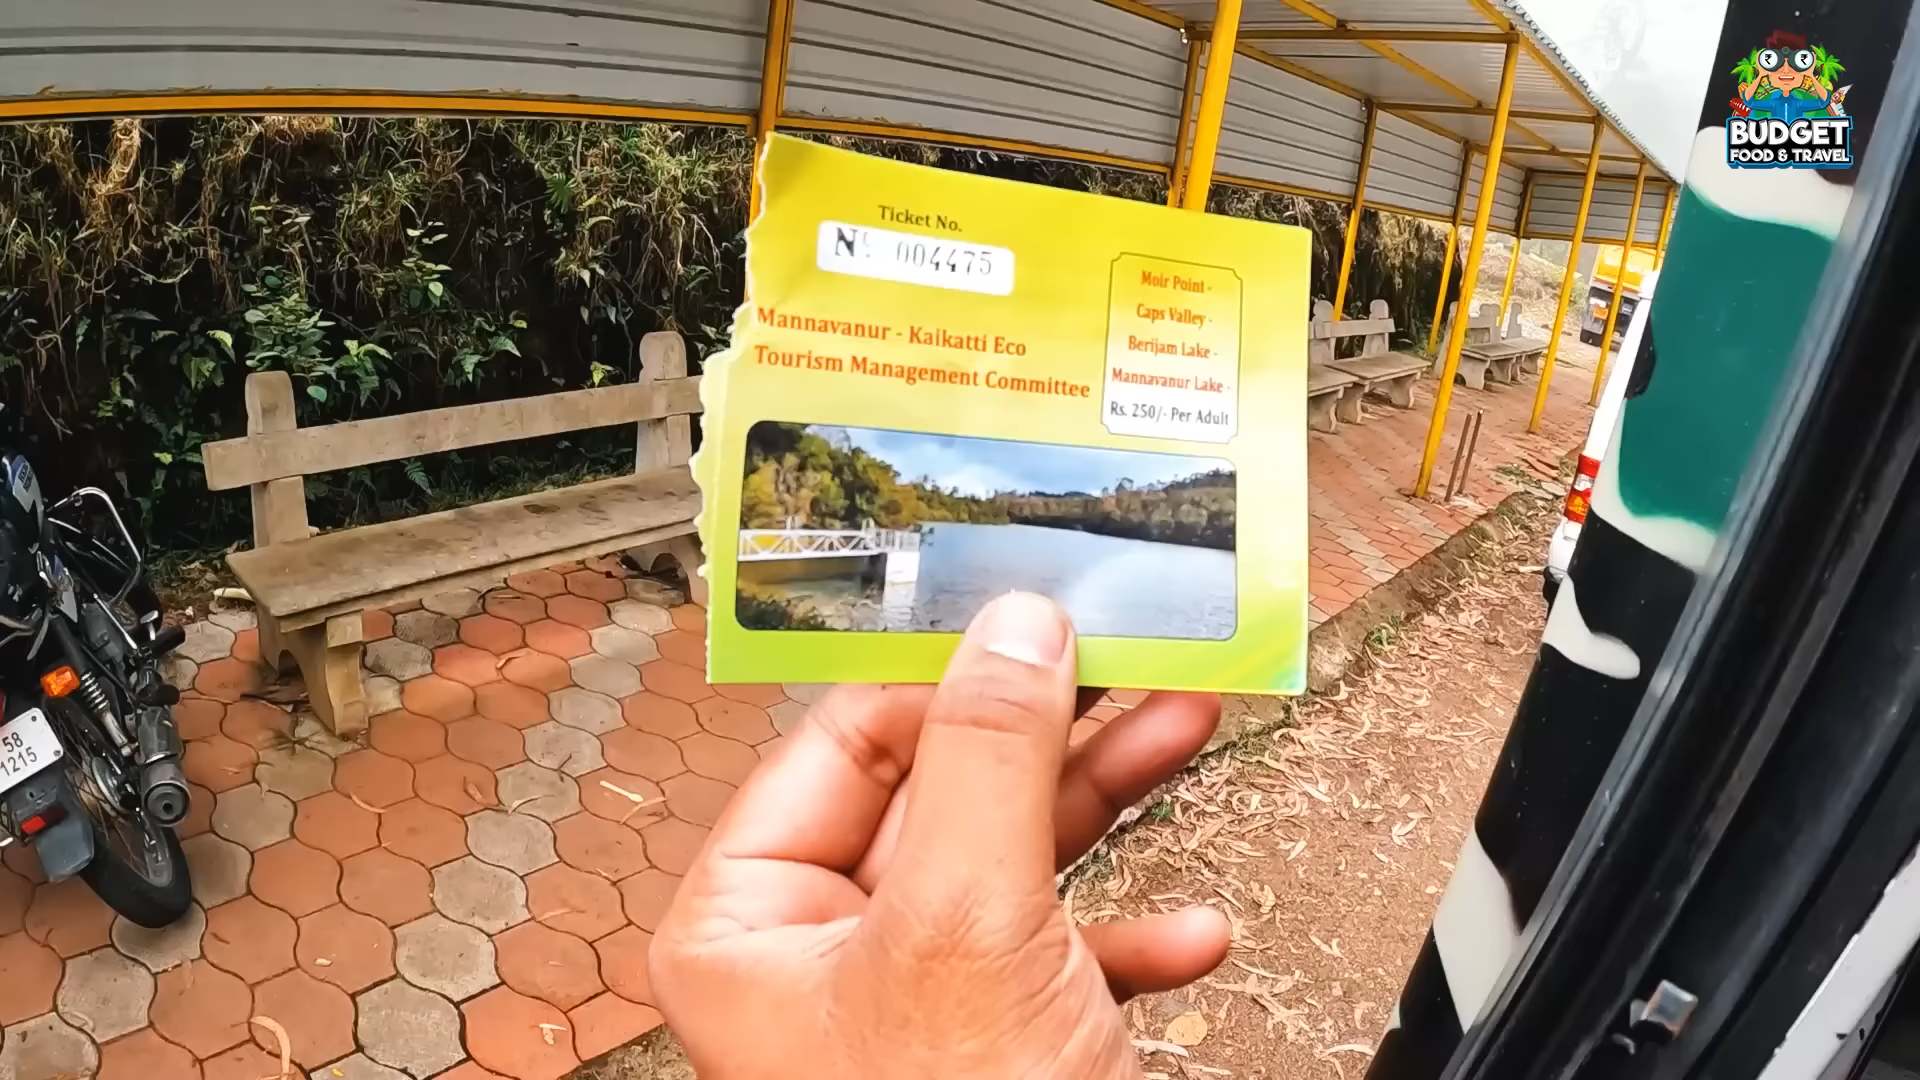 Ticket No.
Nº 004475
Mannavanur - Kaikatti Eco
Tourism Management Committee
Moir Point -
Caps Valley -
Berijam Lake -
Mannavanur Lake -
Rs. 250/- Per Adult
58
1215
BUDGET
FOOD & TRAVEL